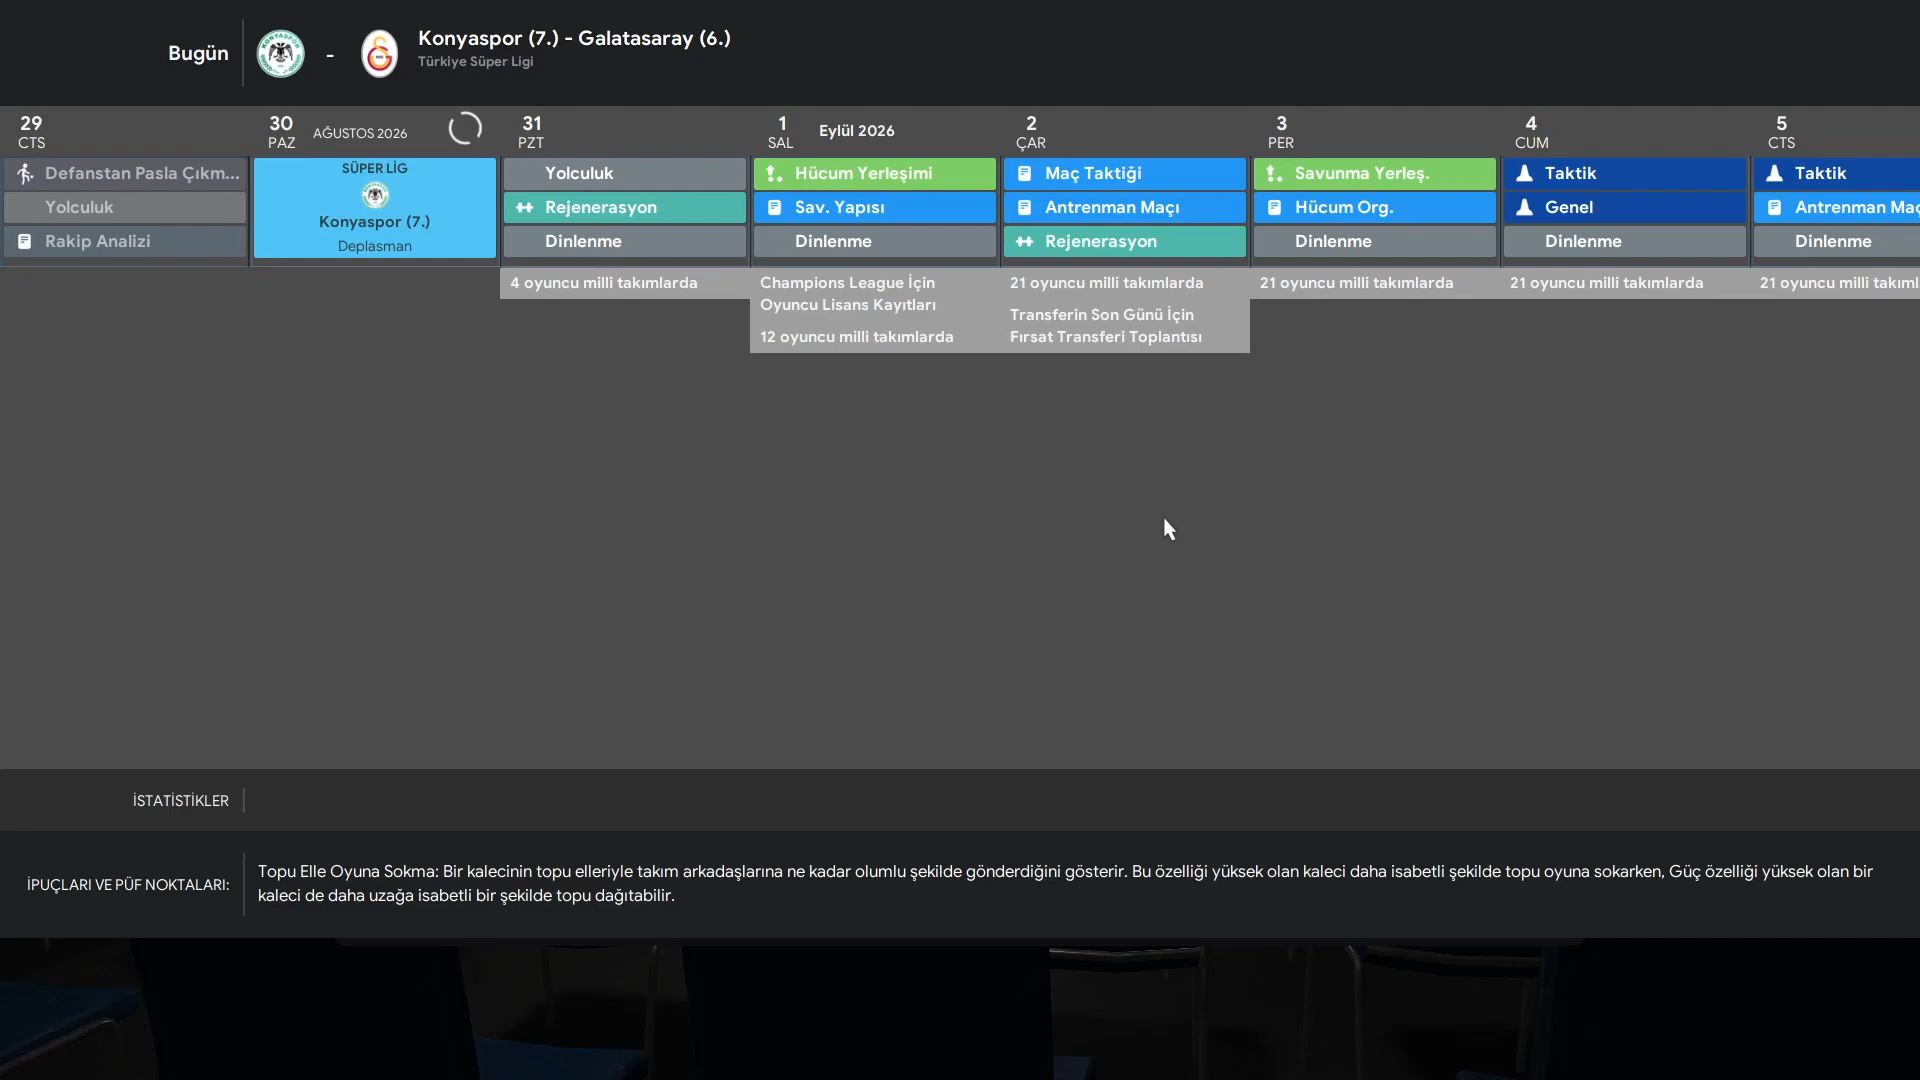 Bugün
-
Konyaspor (7.) - Galatasaray (6.)
Türkiye Süper Ligi
29
CTS
Defanstan Pasla Çıkm...
Yolculuk
Rakip Analizi
30
PAZ
AĞUSTOS 2026
SÜPER LİG
Konyaspor (7.)
Deplasman
31
PZT
Yolculuk
Rejenerasyon
Dinlenme
4 oyuncu milli takımlarda
1
SAL
Eylül 2026
Hücum Yerleşimi
Sav. Yapısı
Dinlenme
Champions League İçin
Oyuncu Lisans Kayıtları
12 oyuncu milli takımlarda
2
ÇAR
Maç Taktiği
Antrenman Maçı
Rejenerasyon
21 oyuncu milli takımlarda
Transferin Son Günü İçin
Fırsat Transferi Toplantısı
3
PER
Savunma Yerleş.
Hücum Org.
Dinlenme
21 oyuncu milli takımlarda
4
CUM
Taktik
Genel
Dinlenme
21 oyuncu milli takımlarda
5
CTS
Taktik
Antrenman Maç
Dinlenme
21 oyuncu milli takıml
İSTATİSTİKLER
İPUÇLARI VE PÜF NOKTALARI:
Topu Elle Oyuna Sokma: Bir kalecinin topu elleriyle takım arkadaşlarına ne kadar olumlu şekilde gönderdiğini gösterir. Bu özelliği yüksek olan kaleci daha isabetli şekilde topu oyuna sokarken, Güç özelliği yüksek olan bir
kaleci de daha uzağa isabetli bir şekilde topu dağıtabilir.